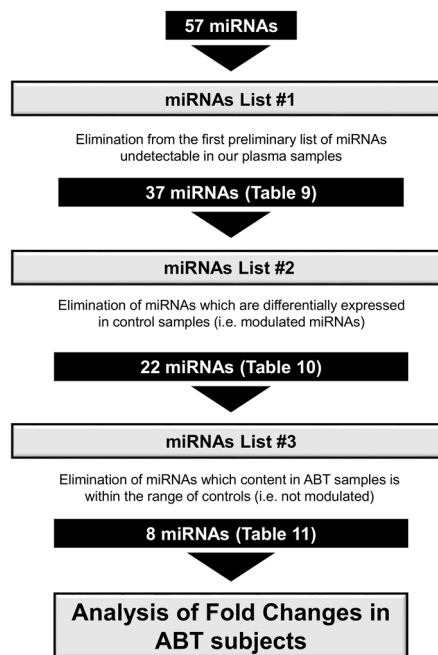 57 miRNAs
miRNAs List #1
Elimination from the first preliminary list of miRNAs
undetectable in our plasma samples
37 miRNAs (Table 9)
miRNAs List #2
Elimination of miRNAs which are differentially expressed
in control samples (i.e. modulated miRNAs)
22 miRNAs (Table 10)
miRNAs List #3
Elimination of miRNAs which content in ABT samples is
within the range of controls (i.e. not modulated)
8 miRNAs (Table 11)
Analysis of Fold Changes in
ABT subjects